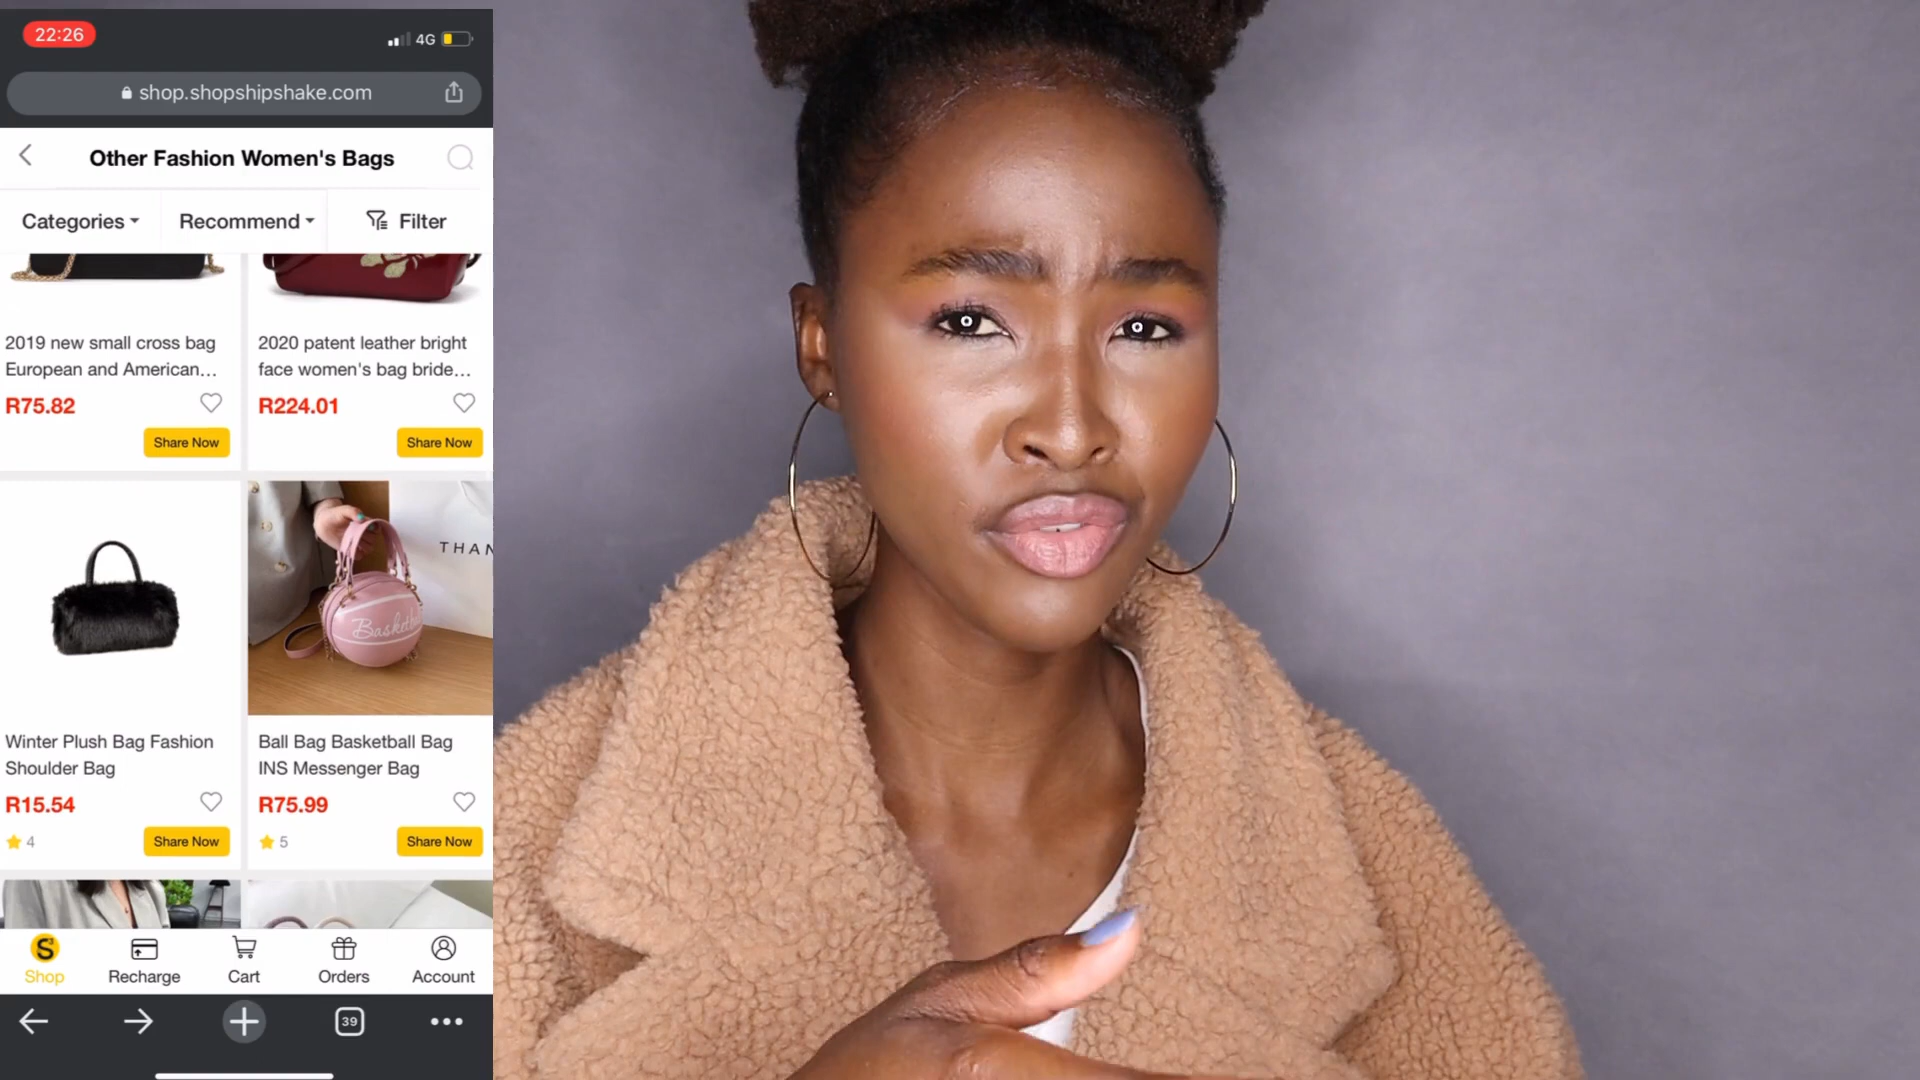 22:26
4G
shop.shopshipshake.com
Other Fashion Women's Bags
Categories
Recommend
Filter
2019 new small cross bag
European and American...
R75.82
Share Now
2020 patent leather bright
face women's bag bride...
R224.01
Share Now
THAN
Basketba
Winter Plush Bag Fashion
Shoulder Bag
R15.54
4
Share Now
Ball Bag Basketball Bag
INS Messenger Bag
R75.99
5
Share Now
S
Shop
Recharge
Cart
Orders
Account
39